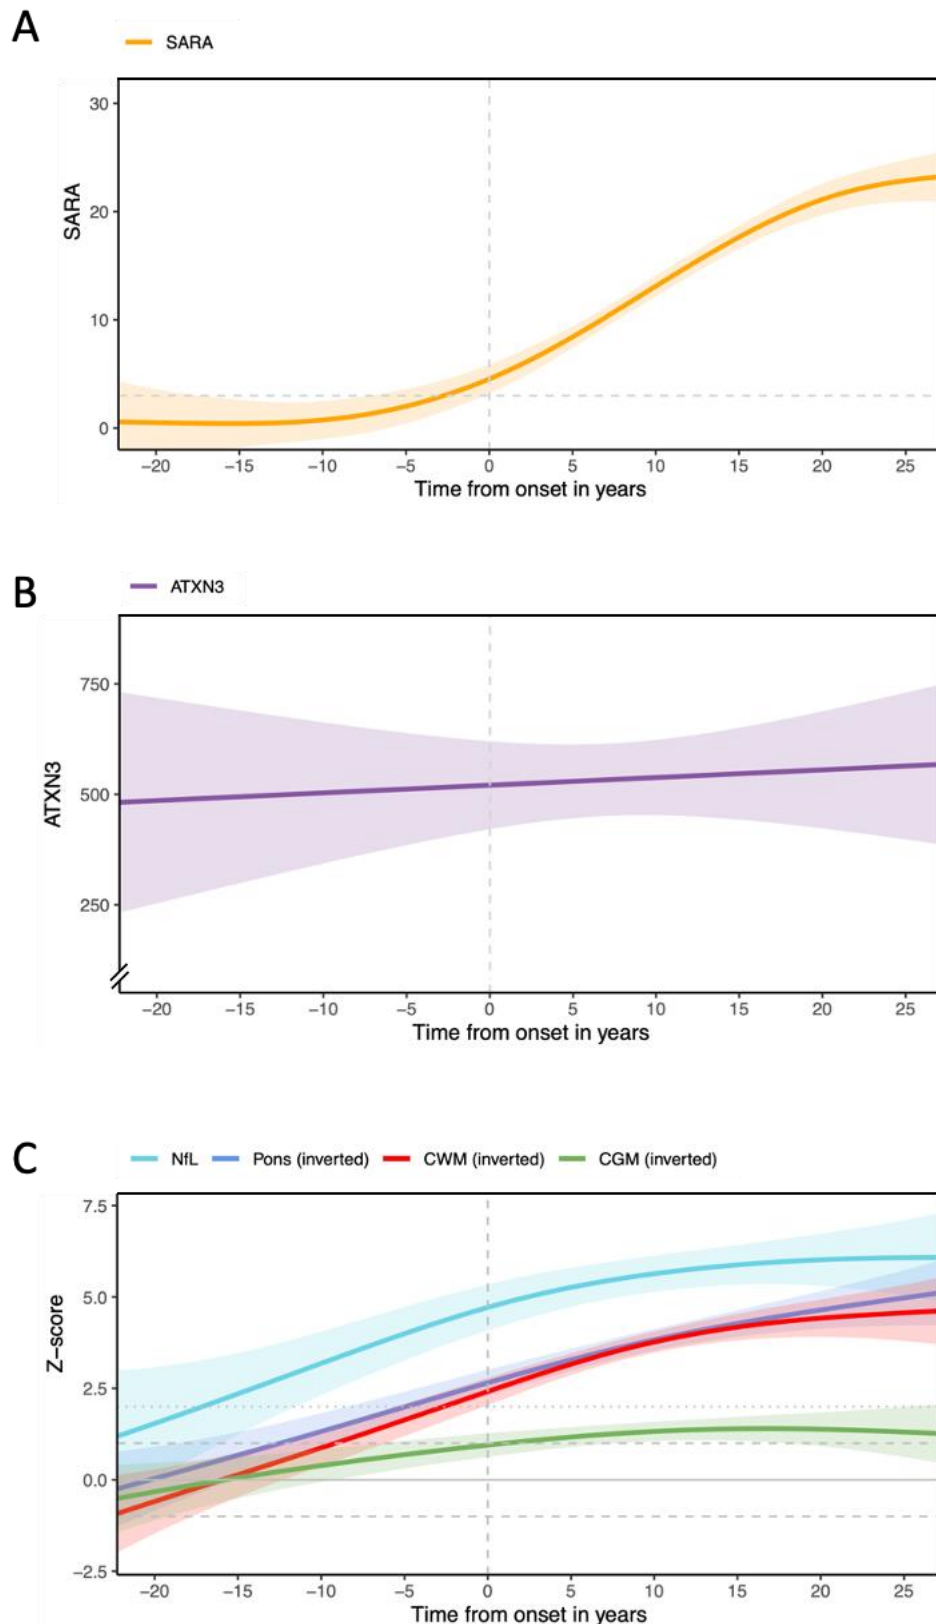 A
SARA
30
20
10
0
SARA
−20 −15 −10 −5 0 5 10 15 20 25
Time from onset in years
B
ATXN3
750
500
250
ATXN3
−20 −15 −10 −5 0 5 10 15 20 25
Time from onset in years
C
NfL Pons (inverted) CWM (inverted) CGM (inverted)
7.5
5.0
2.5
0.0
−2.5
Z−score
−20 −15 −10 −5 0 5 10 15 20 25
Time from onset in years